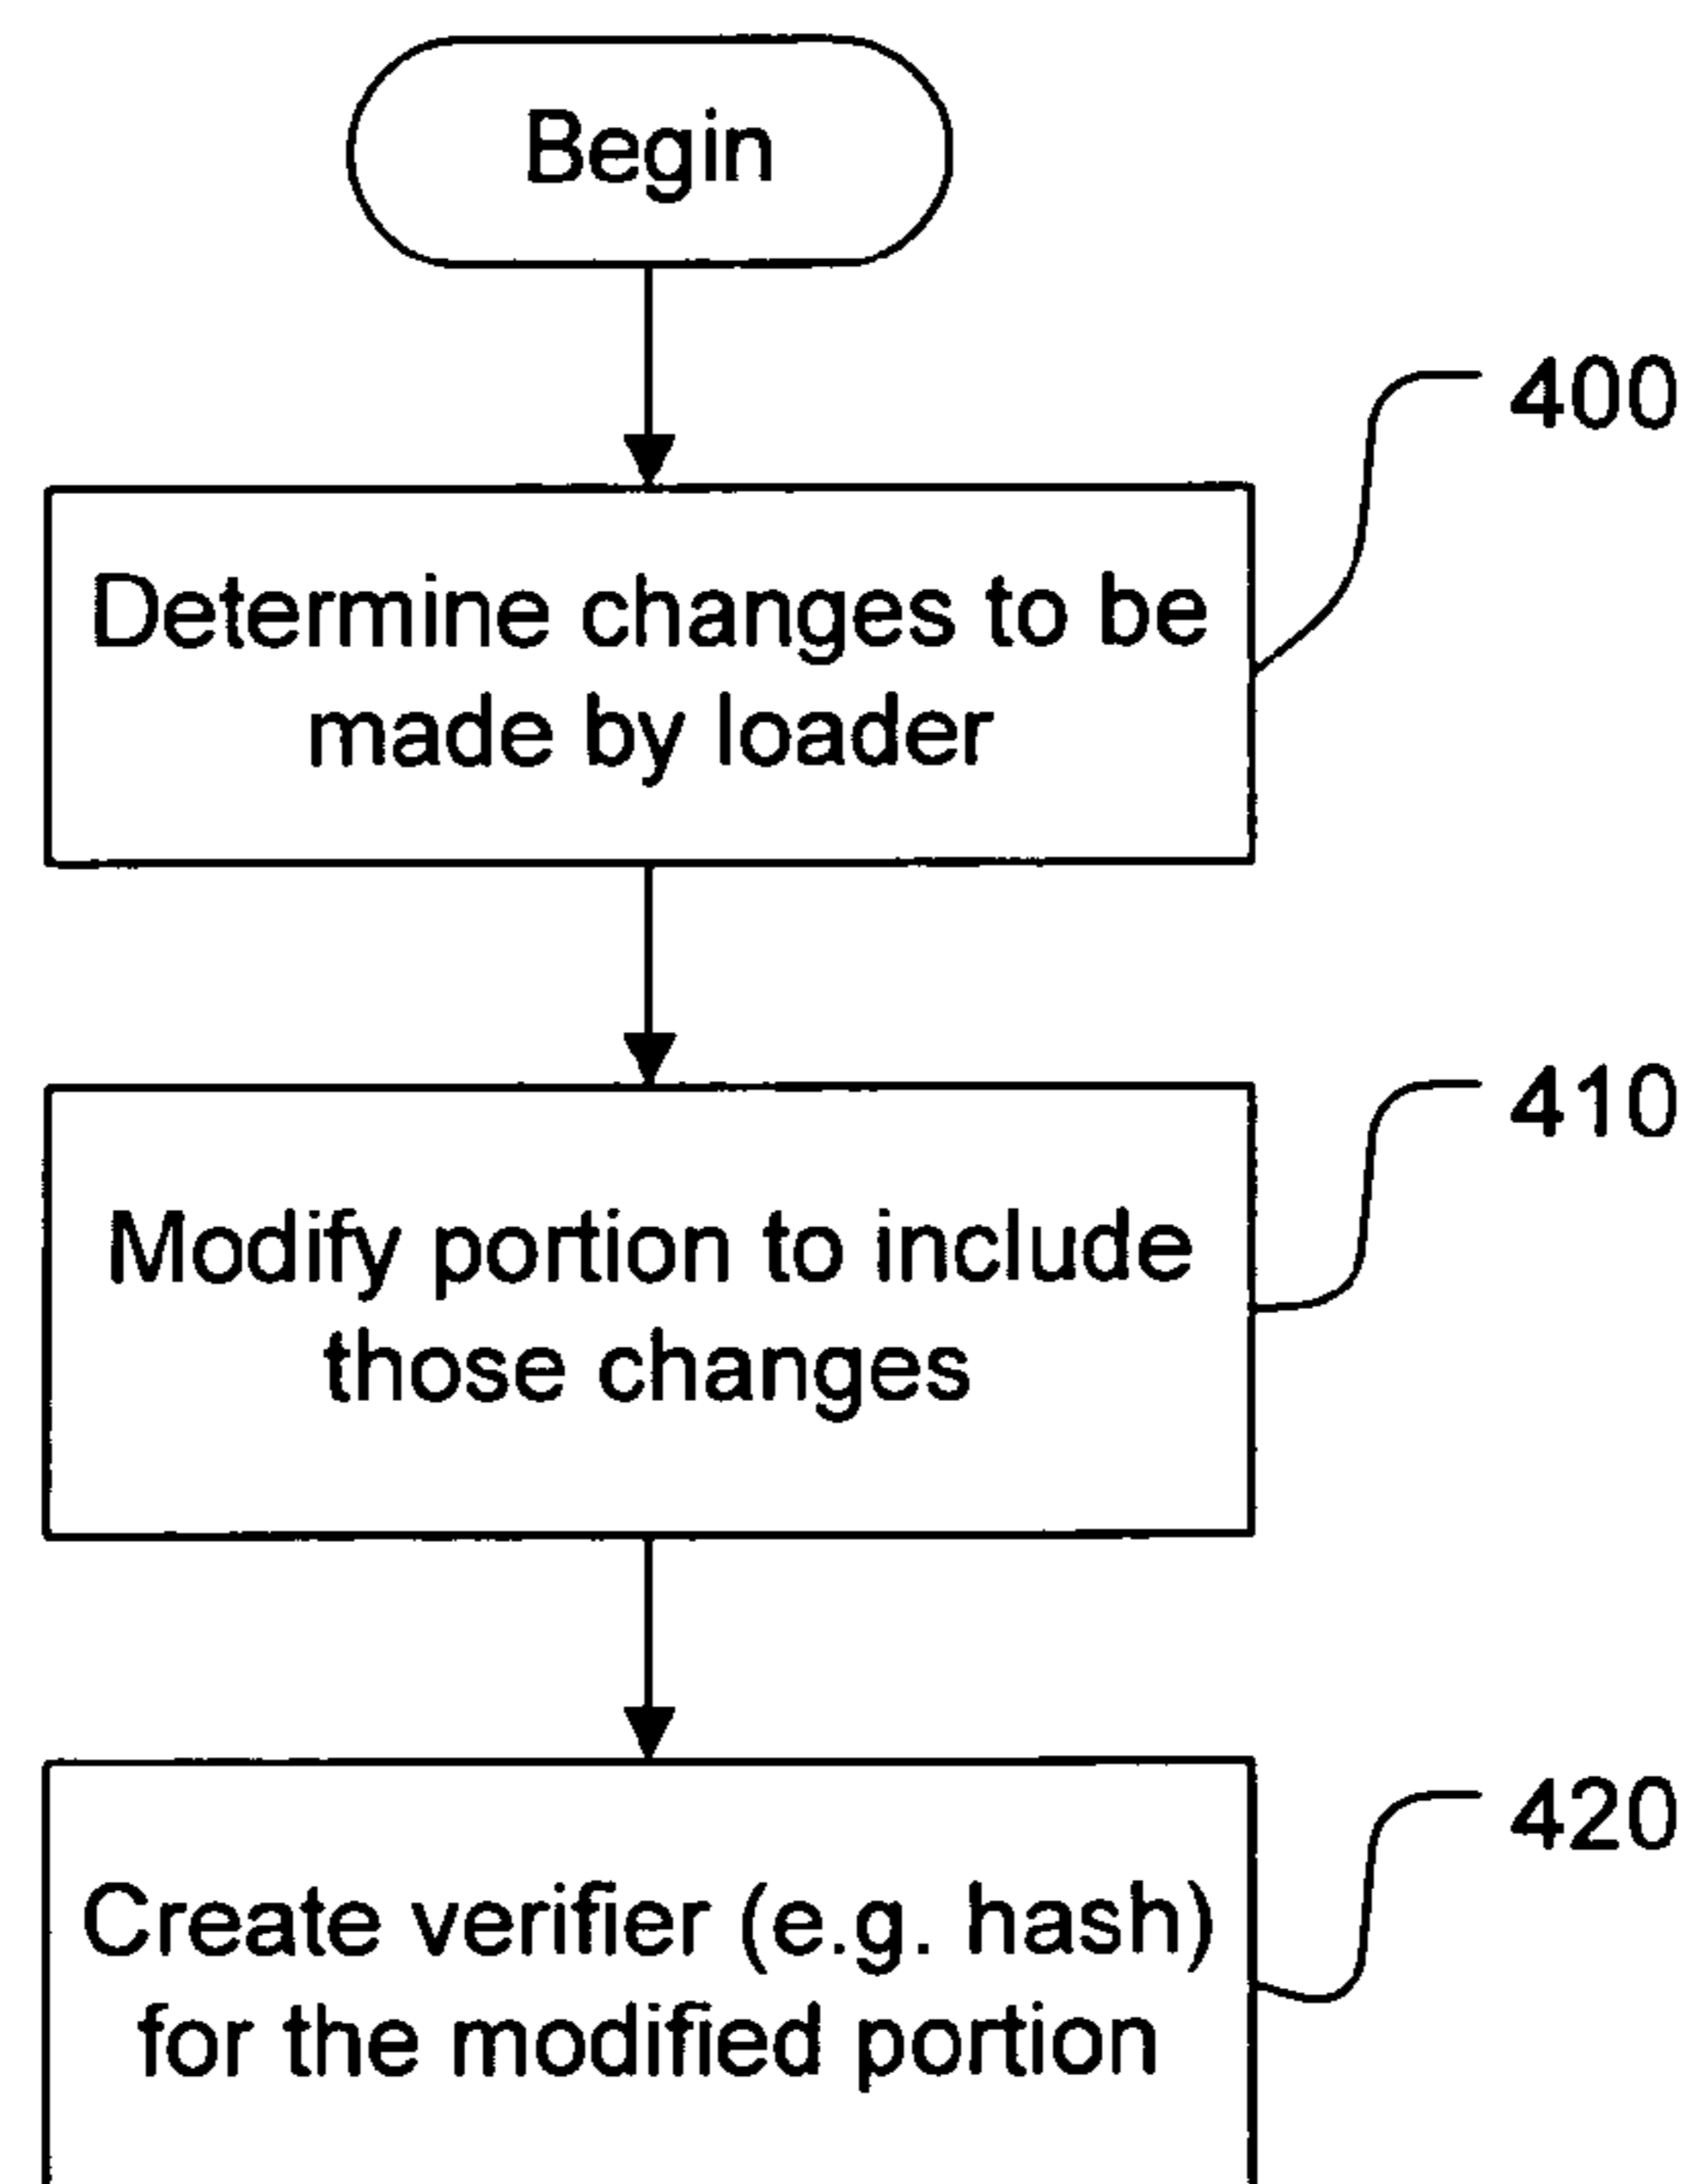 Begin
400
Determine changes to be
made by loader
410
Modify portion to include
those changes
420
Create verifier (e.g. hash)
for the modified portion